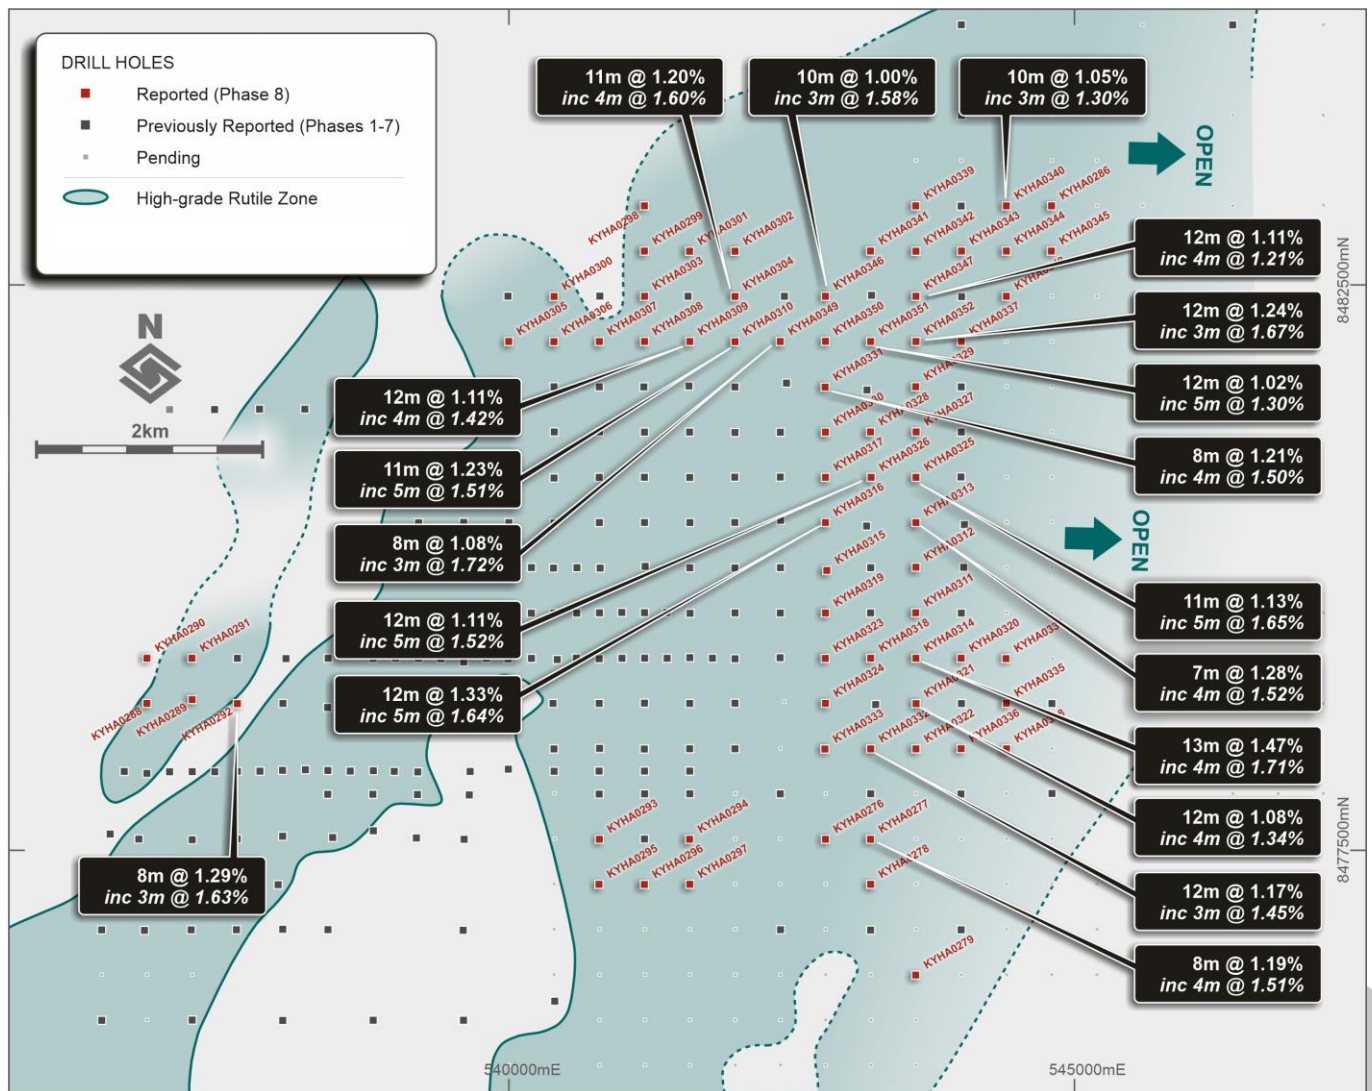 DRILL HOLES
Reported (Phase 8)
Previously Reported (Phases 1-7)
Pending
High-grade Rutile Zone
11m @ 1.20%
inc 4m @ 1.60%
10m @ 1.00%
inc 3m @ 1.58%
10m @ 1.05%
inc 3m @ 1.30%
OPEN
KYHA0339
KYHA0340
KYHA0286
KYHA0298
KYHA0299
KYHA0301
KYHA0302
KYHA0341
KYHA0342
KYHA0343
KYHA0344
KYHA0345
12m @ 1.11%
inc 4m @ 1.21%
8482500mN
KYHA0300
KYHA0303
KYHA0304
KYHA0346
KYHA0347
KYHA0305
KYHA0306
KYHA0307
KYHA0308
KYHA0309
KYHA0310
KYHA0349
KYHA0350
KYHA0351
KYHA0352
KYHA0337
12m @ 1.24%
inc 3m @ 1.67%
N
2km
12m @ 1.11%
inc 4m @ 1.42%
KYHA0331
KYHA0329
12m @ 1.02%
inc 5m @ 1.30%
KYHA0330
KYHA0328
KYHA0327
8m @ 1.21%
inc 4m @ 1.50%
11m @ 1.23%
inc 5m @ 1.51%
KYHA0317
KYHA0326
KYHA0325
8m @ 1.08%
inc 3m @ 1.72%
KYHA0316
KYHA0313
OPEN
KYHA0315
KYHA0312
12m @ 1.11%
inc 5m @ 1.52%
KYHA0319
KYHA0311
11m @ 1.13%
inc 5m @ 1.65%
KYHA0290
KYHA0291
KYHA0323
KYHA0318
KYHA0314
KYHA0320
12m @ 1.33%
inc 5m @ 1.64%
7m @ 1.28%
inc 4m @ 1.52%
KYHA0288
KYHA0289
KYHA0292
KYHA0324
KYHA0321
KYHA0335
KYHA0333
KYHA0332
KYHA0322
KYHA0336
13m @ 1.47%
inc 4m @ 1.71%
KYHA0293
KYHA0294
KYHA0276
KYHA0277
12m @ 1.08%
inc 4m @ 1.34%
8477500mN
KYHA0295
KYHA0296
KYHA0297
KYHA0278
8m @ 1.29%
inc 3m @ 1.63%
12m @ 1.17%
inc 3m @ 1.45%
KYHA0279
8m @ 1.19%
inc 4m @ 1.51%
540000mE
545000mE